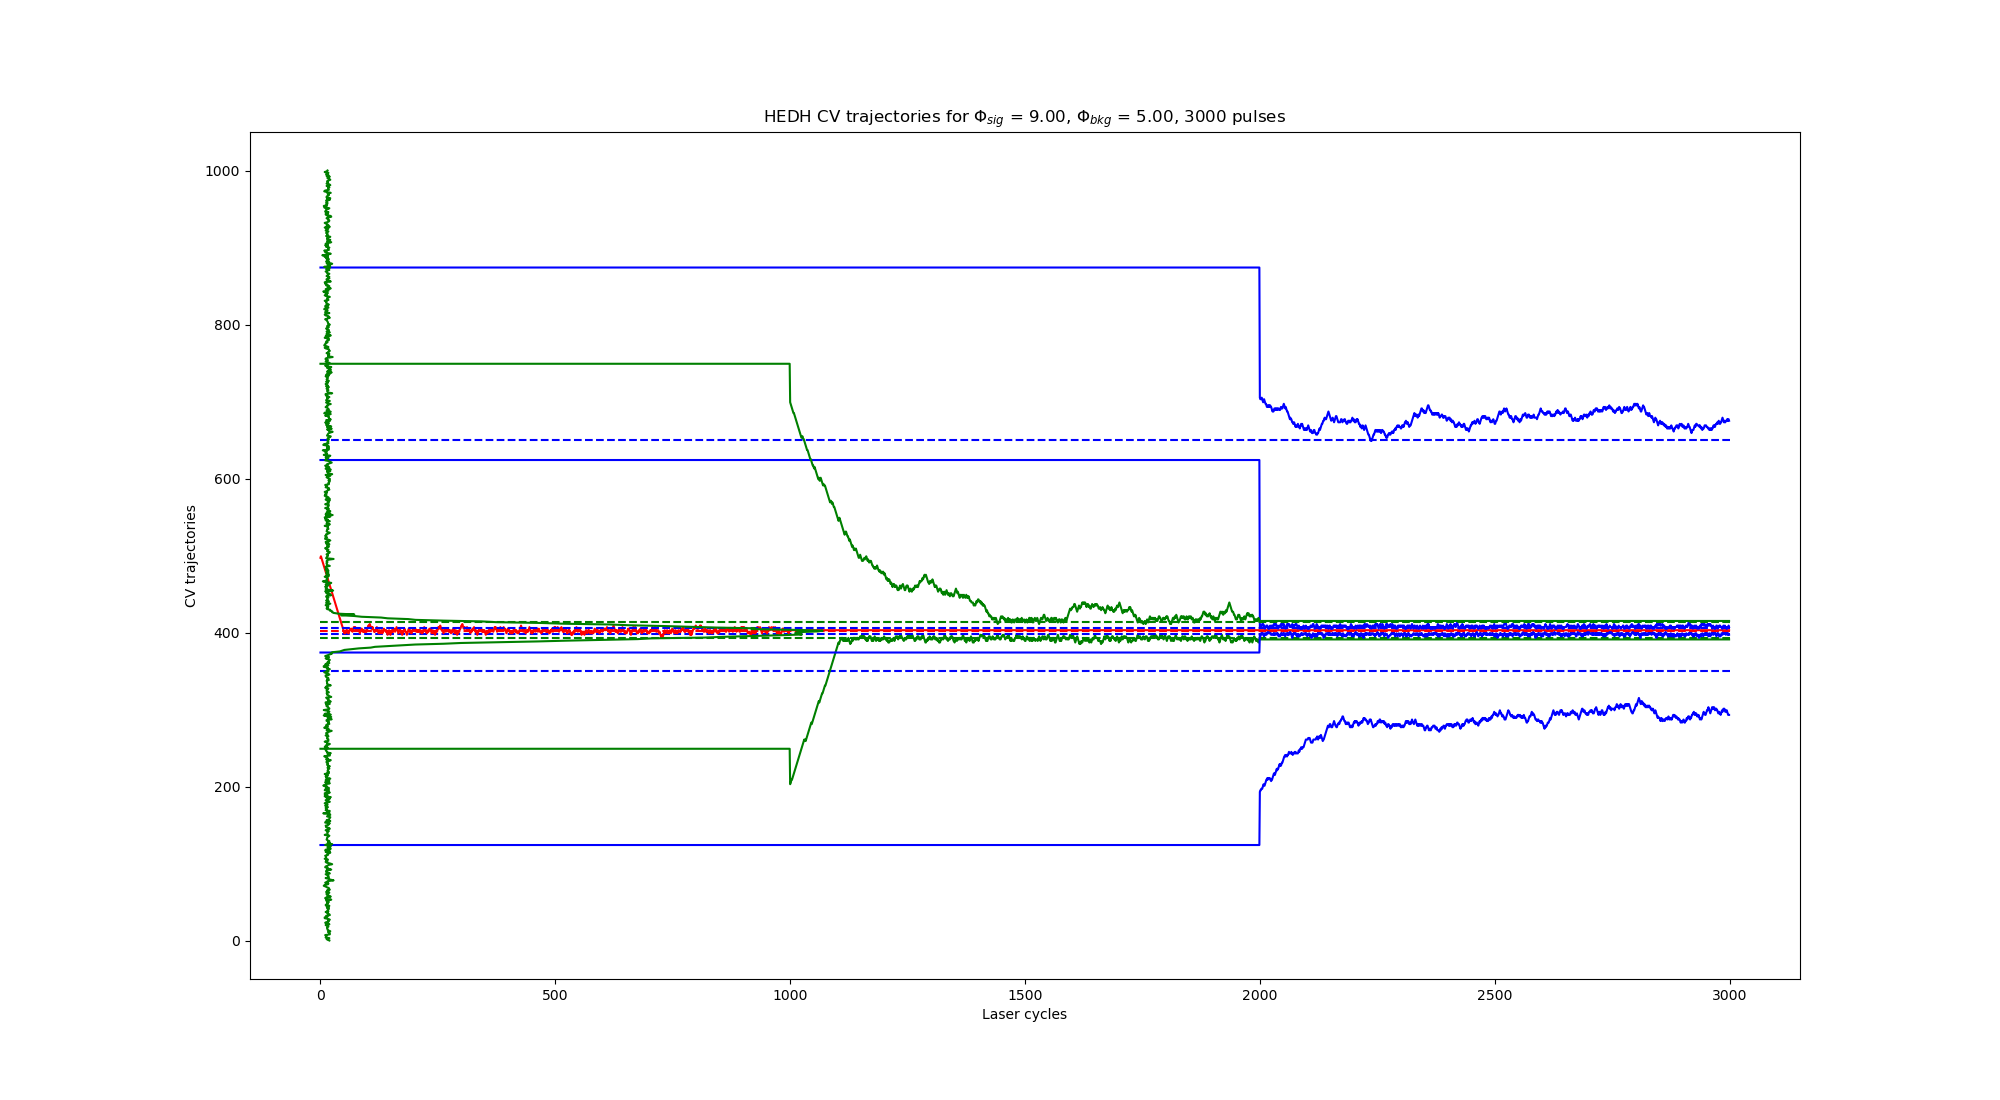 HEDH CV trajectories for Φsig = 9.00, Φbkg = 5.00, 3000 pulses
1000
800
600
400
200
0
CV trajectories
0 500 1000 1500 2000 2500 3000
Laser cycles